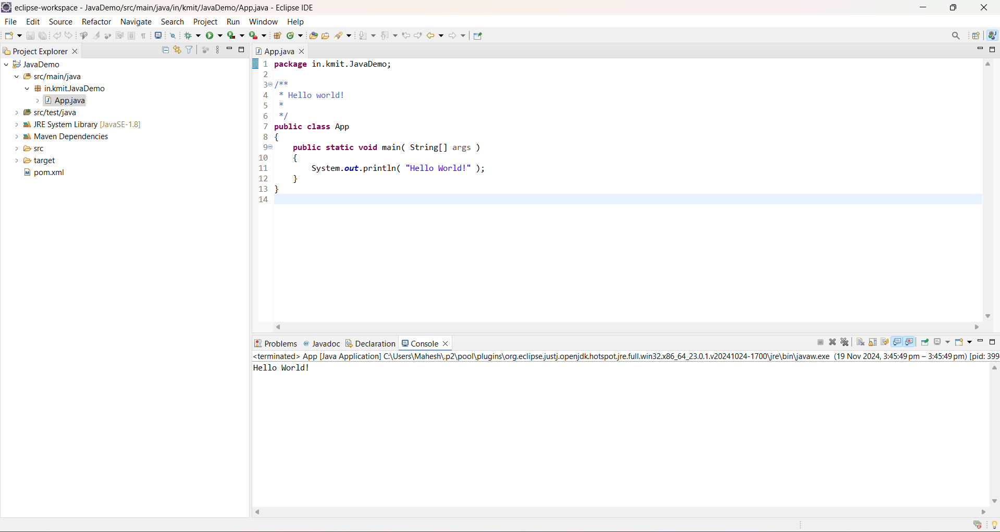 eclipse-workspace - JavaDemo/src/main/java/in/kmit/JavaDemo/App.java - Eclipse IDE
File Edit Source Refactor Navigate Search Project Run Window Help
Project Explorer
JavaDemo
src/main/java
in.kmit.JavaDemo
App.java
src/test/java
JRE System Library [JavaSE-1.8]
Maven Dependencies
src
target
pom.xml
App.java
1 package in.kmit.JavaDemo;
2
3 /**
4 * Hello world!
5 *
6 */
7 public class App
8 {
9 public static void main( String[] args )
10 {
11 System.out.println( "Hello World!" );
12 }
13 }
14
Problems @ Javadoc Declaration Console
<terminated> App [Java Application] C:\Users\Mahesh\.p2\pool\plugins\org.eclipse.justj.openjdk.hotspot.jre.full.win32.x86_64_23.0.1.v20241024-1700\jre\bin\javaw.exe (19 Nov 2024, 3:45:49 pm – 3:45:49 pm) [pid: 399
Hello World!